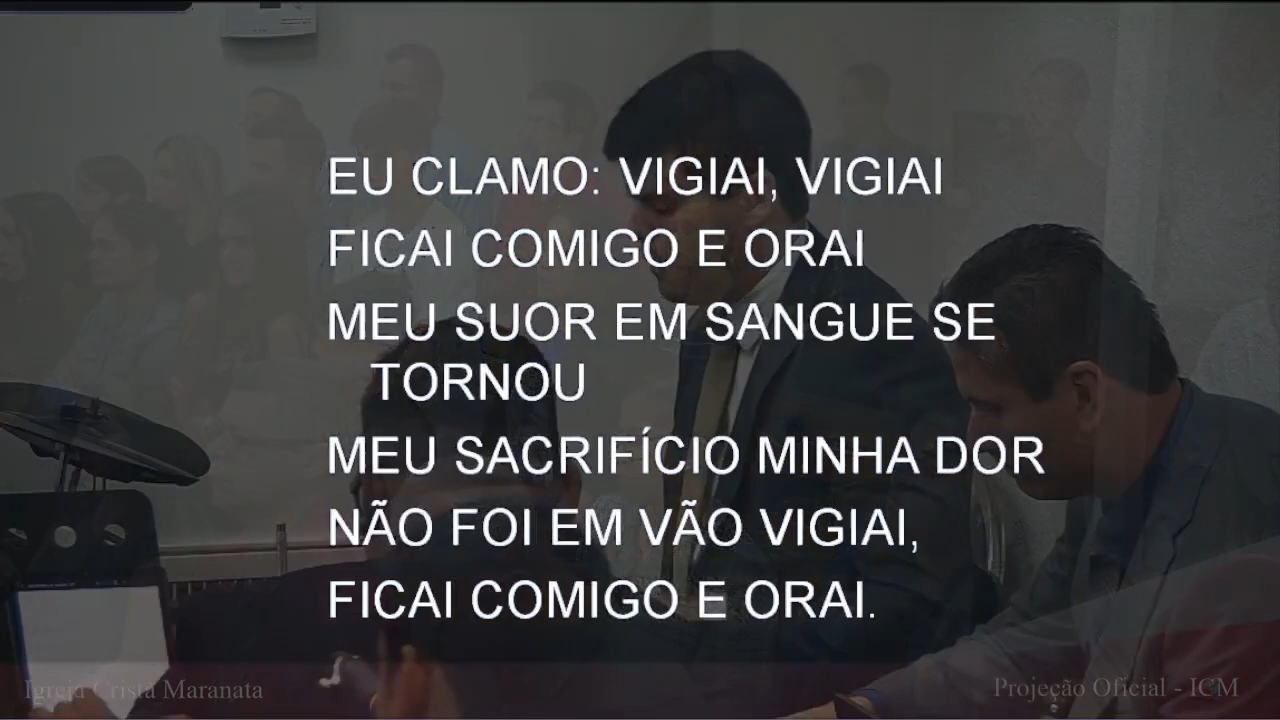 EU CLAMO: VIGIAI, VIGIAI
FICAI COMIGO E ORAI
MEU SUOR EM SANGUE SE
TORNOU
MEU SACRIFÍCIO MINHA DOR
NÃO FOI EM VÃO VIGIAI,
FICAI COMIGO E ORAI.
Igreja Cristã Maranata
Projeção Oficial - ICM